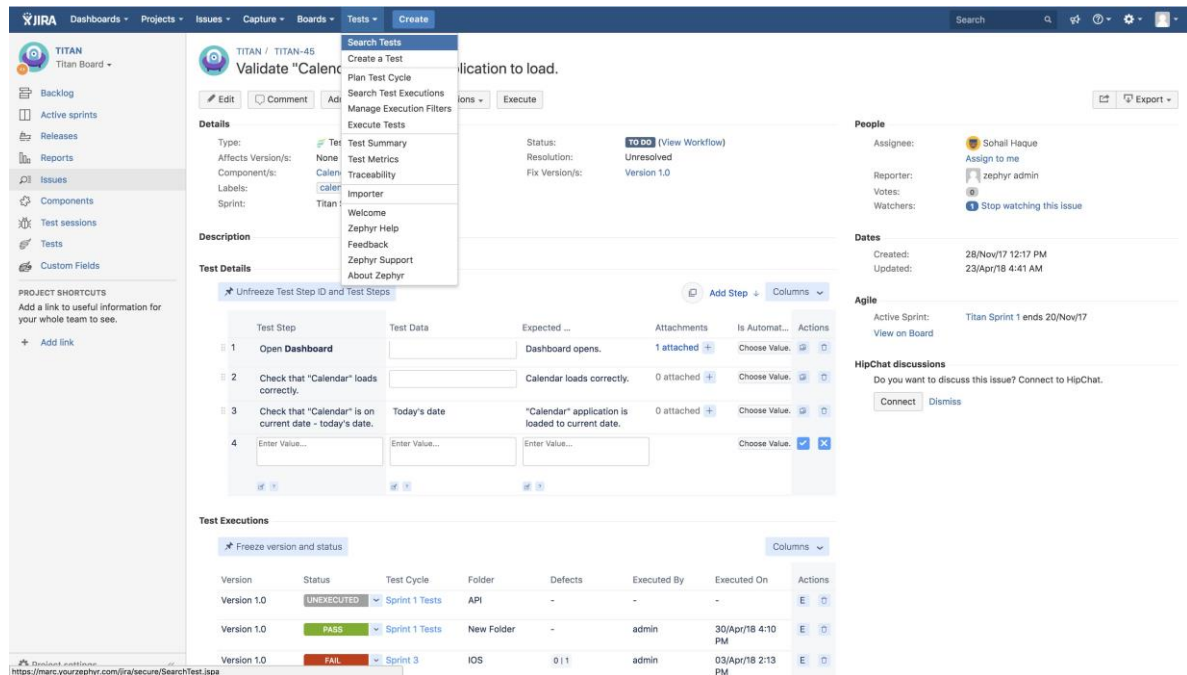 JIRA Dashboards Projects Issues Capture Boards Tests Create Search
TITAN
Titan Board
Backlog
Active sprints
Releases
Reports
Issues
Components
Test sessions
Tests
Custom Fields
PROJECT SHORTCUTS
Add a link to useful information for
your whole team to see.
+ Add link
Project settings
https://marc.yourzephyr.com/jira/secure/SearchTest.jspa
Search Tests
Create a Test
Plan Test Cycle
Search Test Executions
Manage Execution Filters
Execute Tests
Test Summary
Test Metrics
Traceability
Importer
Welcome
Zephyr Help
Feedback
Zephyr Support
About Zephyr
TITAN / TITAN-45
Validate "Calend lication to load.
Edit Comment Execute Export
Details
Type: Status: TO DO (View Workflow)
Affects Version/s: None Resolution: Unresolved
Component/s: Fix Version/s: Version 1.0
Labels:
Sprint: Titan
Description
Test Details
Unfreeze Test Step ID and Test Steps Add Step Columns
Test Step Test Data Expected ... Attachments Is Automat... Actions
1 Open Dashboard Dashboard opens. 1 attached + Choose Value.
2 Check that "Calendar" loads Calendar loads correctly. 0 attached + Choose Value.
correctly.
3 Check that "Calendar" is on Today's date "Calendar" application is 0 attached + Choose Value.
current date - today's date. loaded to current date.
4 Enter Value... Enter Value... Enter Value... Choose Value.
Test Executions
Freeze version and status Columns
Version Status Test Cycle Folder Defects Executed By Executed On Actions
Version 1.0 UNEXECUTED Sprint 1 Tests API - - - E
Version 1.0 PASS Sprint 1 Tests New Folder - admin 30/Apr/18 4:10 E
PM
Version 1.0 FAIL Sprint 3 IOS 0 | 1 admin 03/Apr/18 2:13 E
PM
People
Assignee: Sohail Haque
Assign to me
Reporter: zephyr admin
Votes: 0
Watchers: 1 Stop watching this issue
Dates
Created: 28/Nov/17 12:17 PM
Updated: 23/Apr/18 4:41 AM
Agile
Active Sprint: Titan Sprint 1 ends 20/Nov/17
View on Board
HipChat discussions
Do you want to discuss this issue? Connect to HipChat.
Connect Dismiss